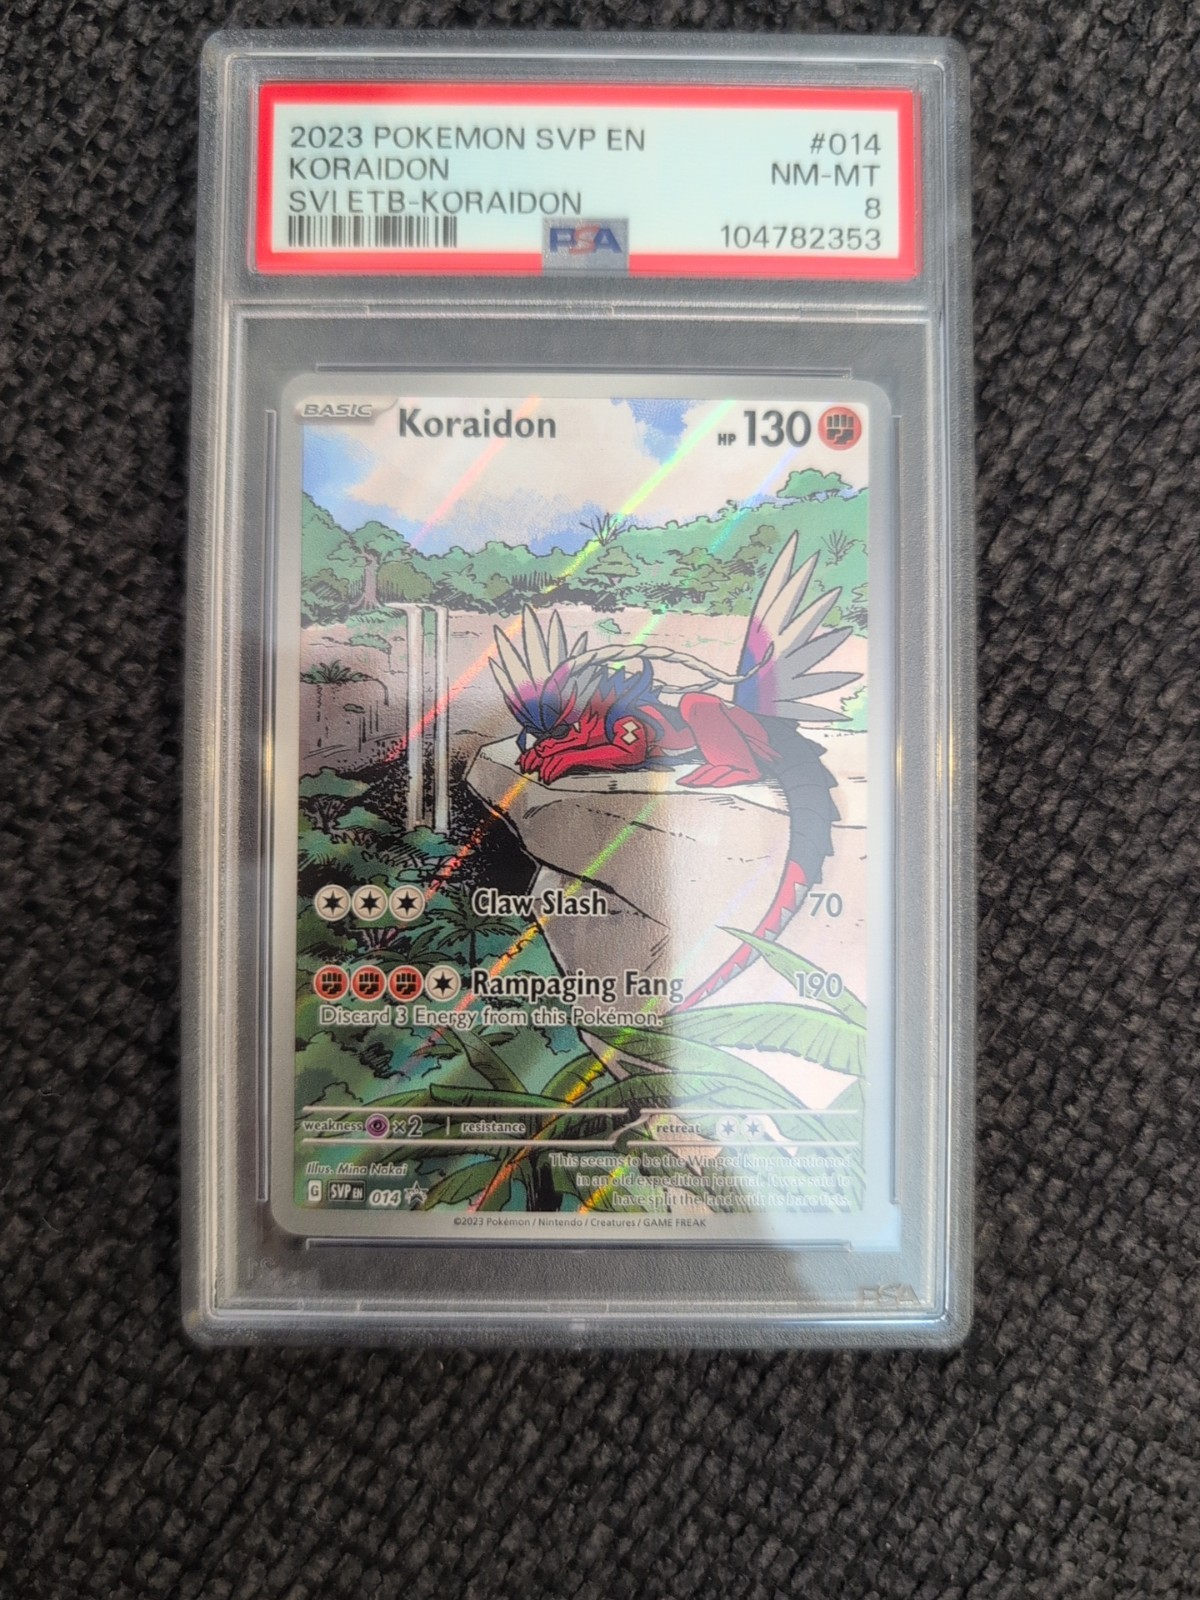 2023 POKEMON SVP EN #014
KORAIDON NM-MT
SVI ETB-KORAIDON 8
PSA 104782353
BASIC Koraidon HP 130
Claw Slash 70
Rampaging Fang 190
Discard 3 Energy from this Pokémon.
weakness ×2 resistance retreat
This seems to be the Winged King mentioned
in an old expedition journal. It was said to
have split the land with its bare fists.
Illus. Mina Nakai
G SVP EN 014
©2023 Pokémon / Nintendo / Creatures / GAME FREAK
PSA